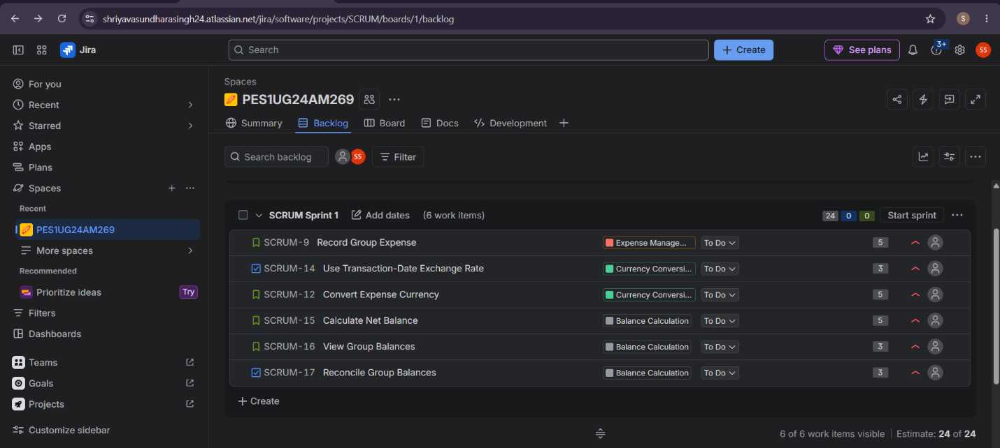 shriyavasundharasingh24.atlassian.net/jira/software/projects/SCRUM/boards/1/backlog
S
Jira
Search
Create
See plans
3+
SS
For you
Recent
Starred
Apps
Plans
Spaces
Recent
PES1UG24AM269
More spaces
Recommended
Prioritize ideas
Try
Filters
Dashboards
Teams
Goals
Projects
Customize sidebar
Spaces
PES1UG24AM269
Summary Backlog Board Docs Development
Search backlog
SS
Filter
SCRUM Sprint 1 Add dates (6 work items) 24 0 0 Start sprint
SCRUM-9 Record Group Expense Expense Manage... To Do 5
SCRUM-14 Use Transaction-Date Exchange Rate Currency Conversi... To Do 3
SCRUM-12 Convert Expense Currency Currency Conversi... To Do 5
SCRUM-15 Calculate Net Balance Balance Calculation To Do 5
SCRUM-16 View Group Balances Balance Calculation To Do 3
SCRUM-17 Reconcile Group Balances Balance Calculation To Do 3
Create
6 of 6 work items visible Estimate: 24 of 24